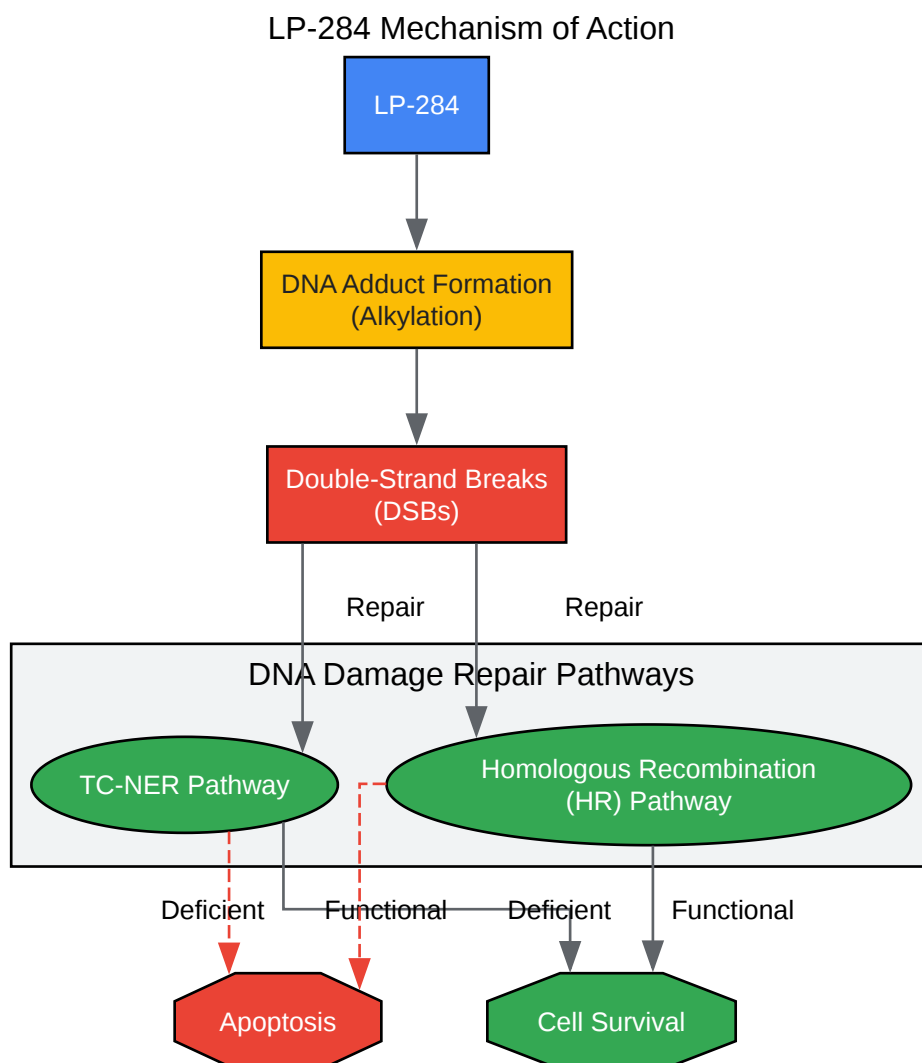 LP-284 Mechanism of Action
LP-284
DNA Adduct Formation
(Alkylation)
Double-Strand Breaks
(DSBs)
Repair
Repair
DNA Damage Repair Pathways
TC-NER Pathway
Homologous Recombination
(HR) Pathway
Deficient
Functional
Deficient
Functional
Apoptosis
Cell Survival